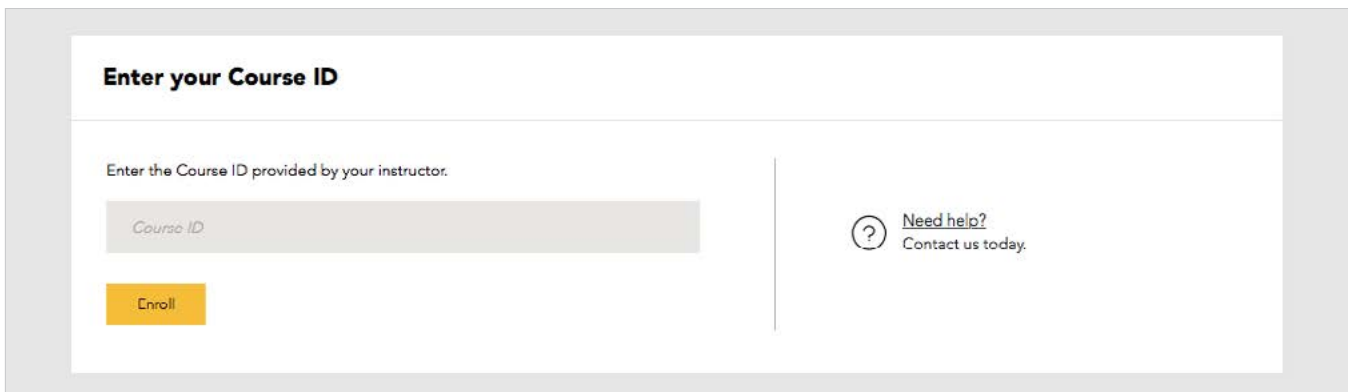 Enter your Course ID
Enter the Course ID provided by your instructor.
Course ID
Enroll
?
Need help?
Contact us today.